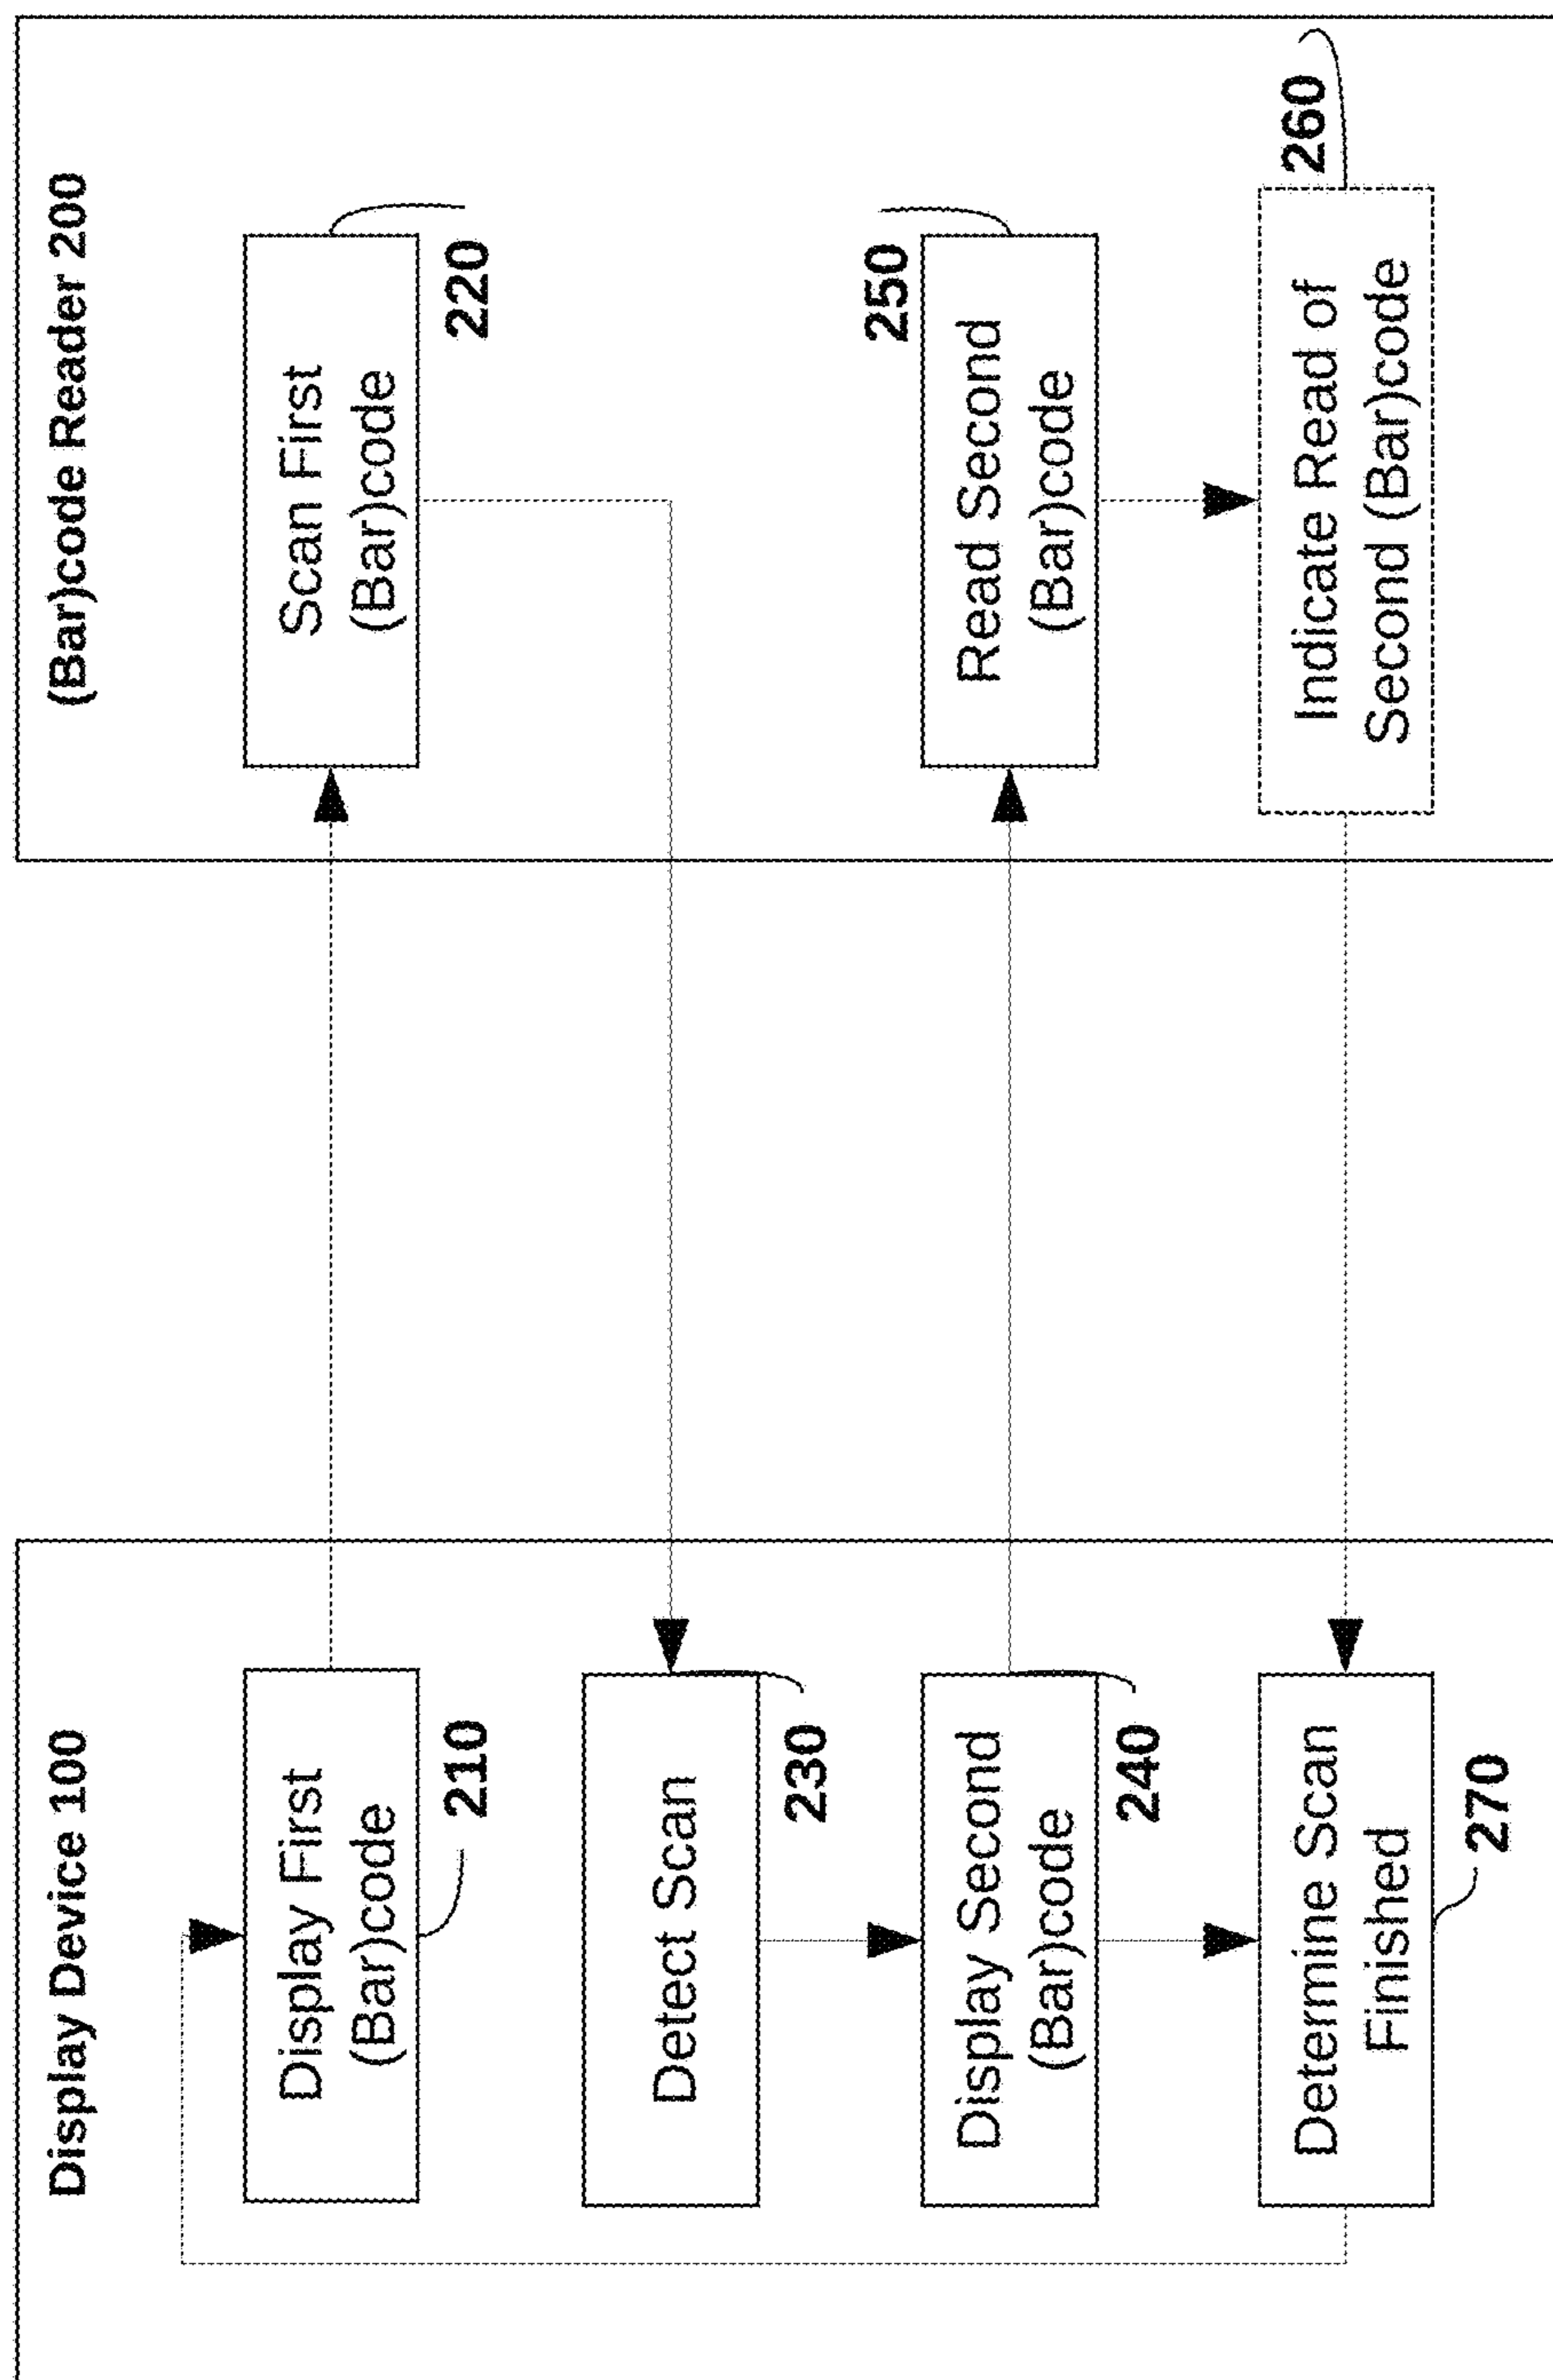 Display Device 100
Display First
(Bar)code
210
Detect Scan
230
Display Second
(Bar)code
240
Determine Scan
Finished
270
(Bar)code Reader 200
Scan First
(Bar)code
220
Read Second
(Bar)code
250
Indicate Read of
Second (Bar)code
260